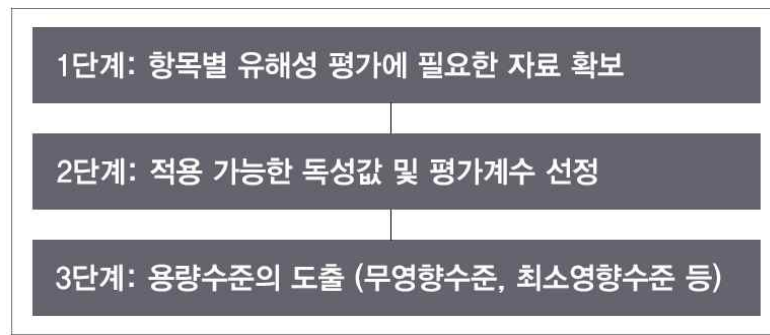 1단계: 항목별 유해성 평가에 필요한 자료 확보
2단계: 적용 가능한 독성값 및 평가계수 선정
3단계: 용량수준의 도출 (무영향수준, 최소영향수준 등)